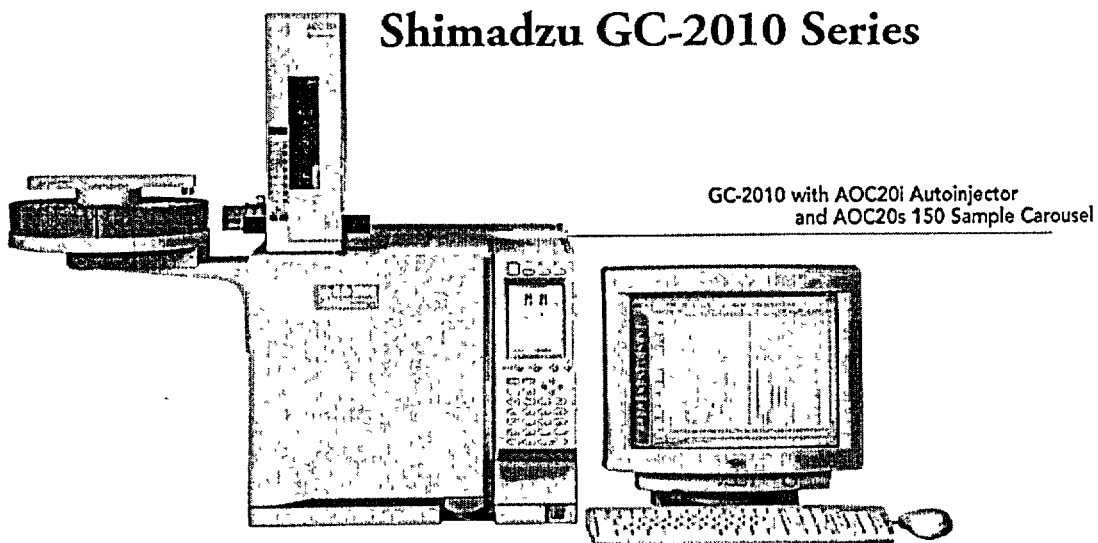 Shimadzu GC-2010 Series
GC-2010 with AOC20i Autoinjector
and AOC20s 150 Sample Carousel